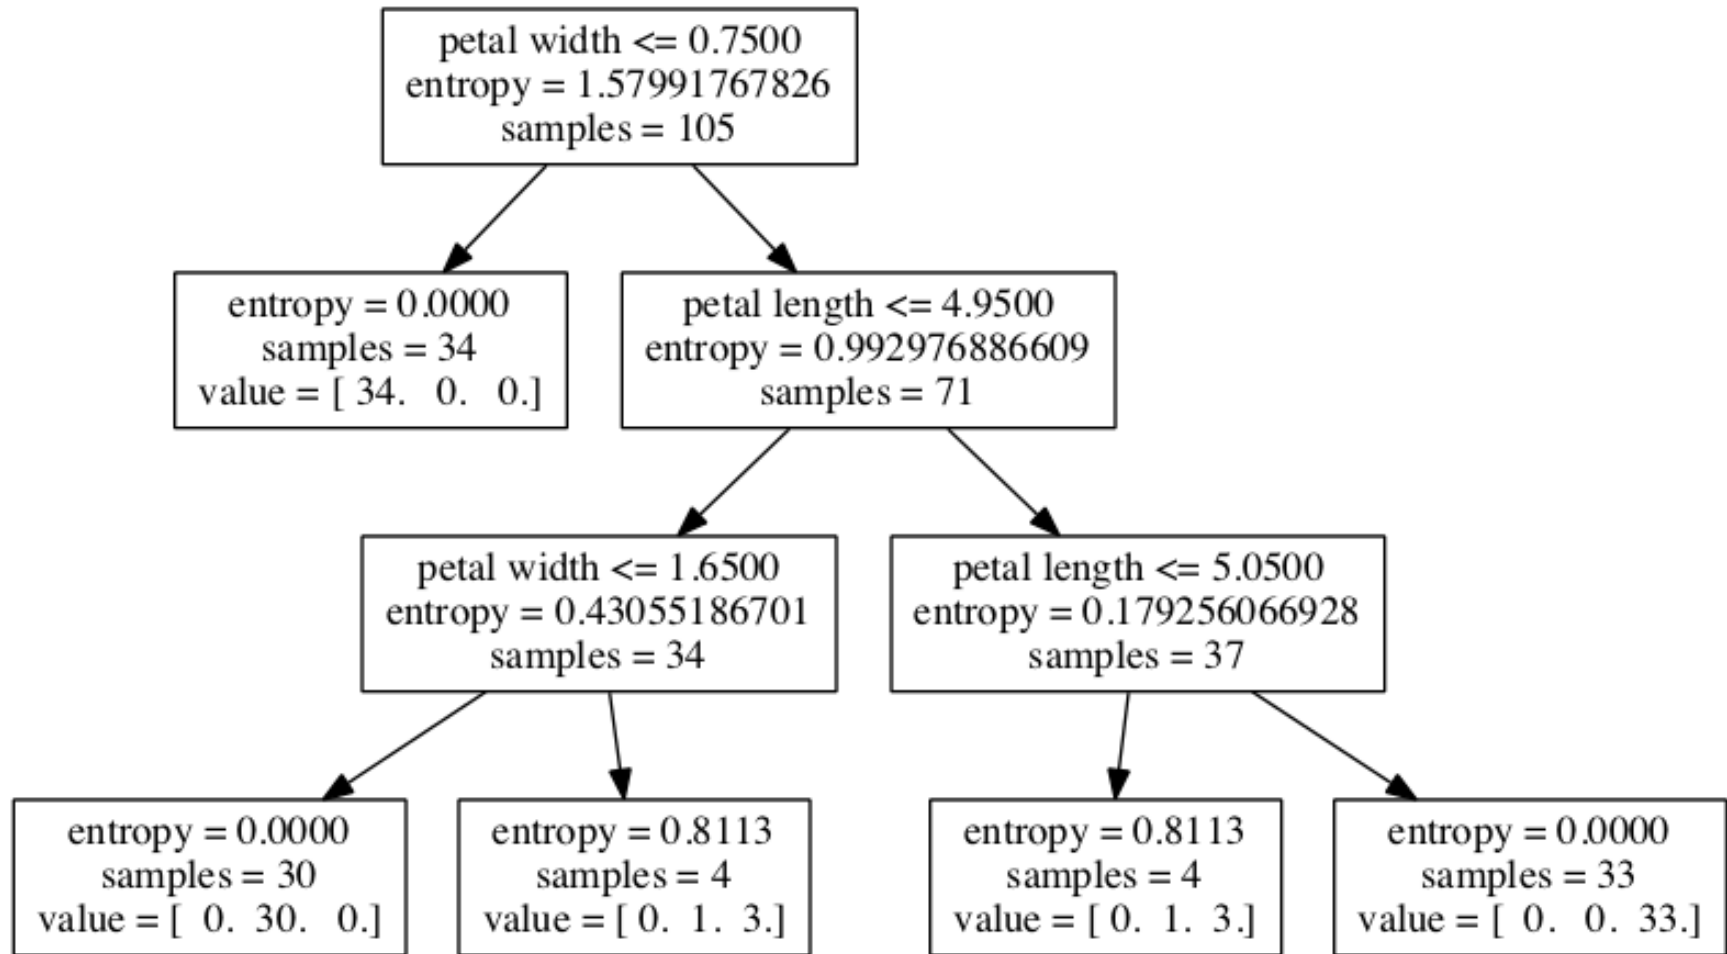 petal width <= 0.7500
entropy = 1.57991767826
samples = 105
entropy = 0.0000
samples = 34
value = [ 34. 0. 0.]
petal length <= 4.9500
entropy = 0.992976886609
samples = 71
petal width <= 1.6500
entropy = 0.43055186701
samples = 34
petal length <= 5.0500
entropy = 0.179256066928
samples = 37
entropy = 0.0000
samples = 30
value = [ 0. 30. 0.]
entropy = 0.8113
samples = 4
value = [ 0. 1. 3.]
entropy = 0.8113
samples = 4
value = [ 0. 1. 3.]
entropy = 0.0000
samples = 33
value = [ 0. 0. 33.]